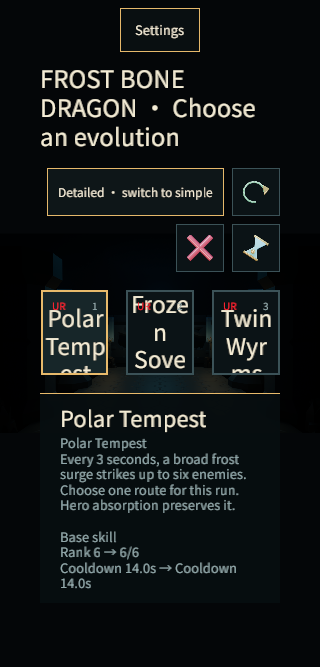 Settings
FROST BONE
DRAGON • Choose
an evolution
Detailed • switch to simple
UR 1
Polar
Temp
est
Froze
n
Sove
UR 3
Twin
Wyr
ms
Polar Tempest
Polar Tempest
Every 3 seconds, a broad frost
surge strikes up to six enemies.
Choose one route for this run.
Hero absorption preserves it.
Base skill
Rank 6 → 6/6
Cooldown 14.0s → Cooldown
14.0s